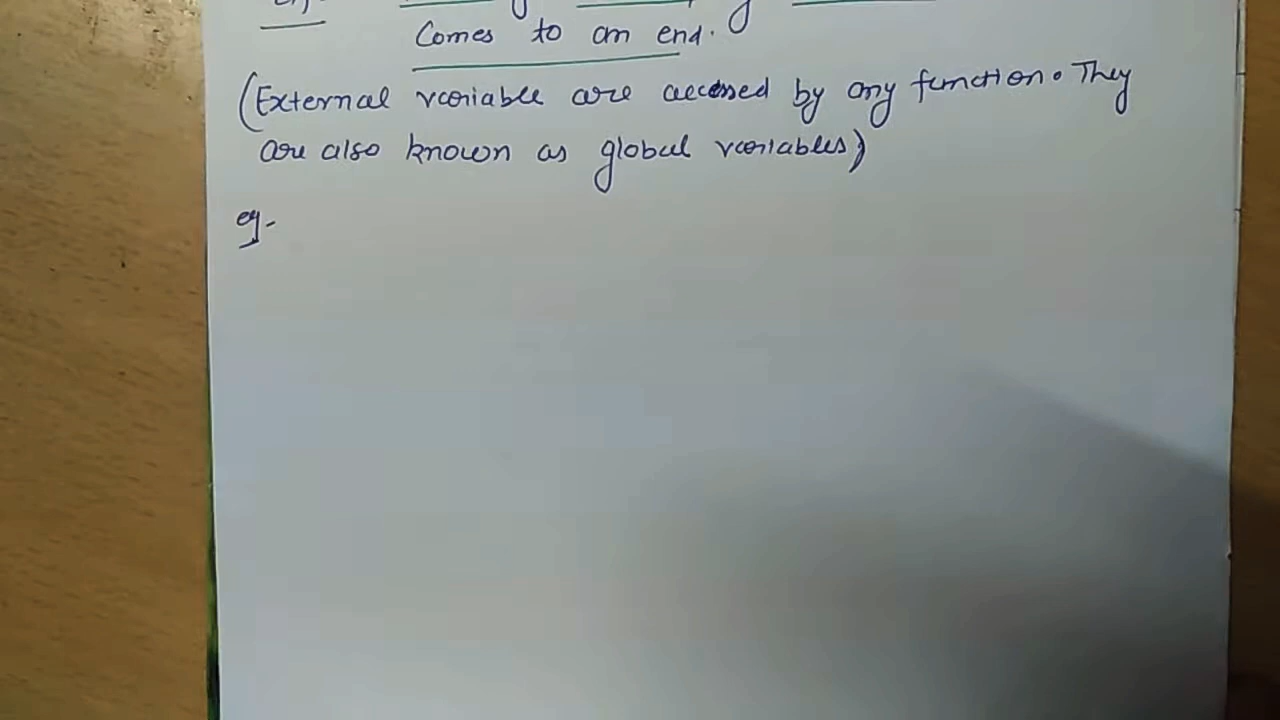 Comes to an end.
(External variable are accessed by any function. They
are also known as global variables)
eg-